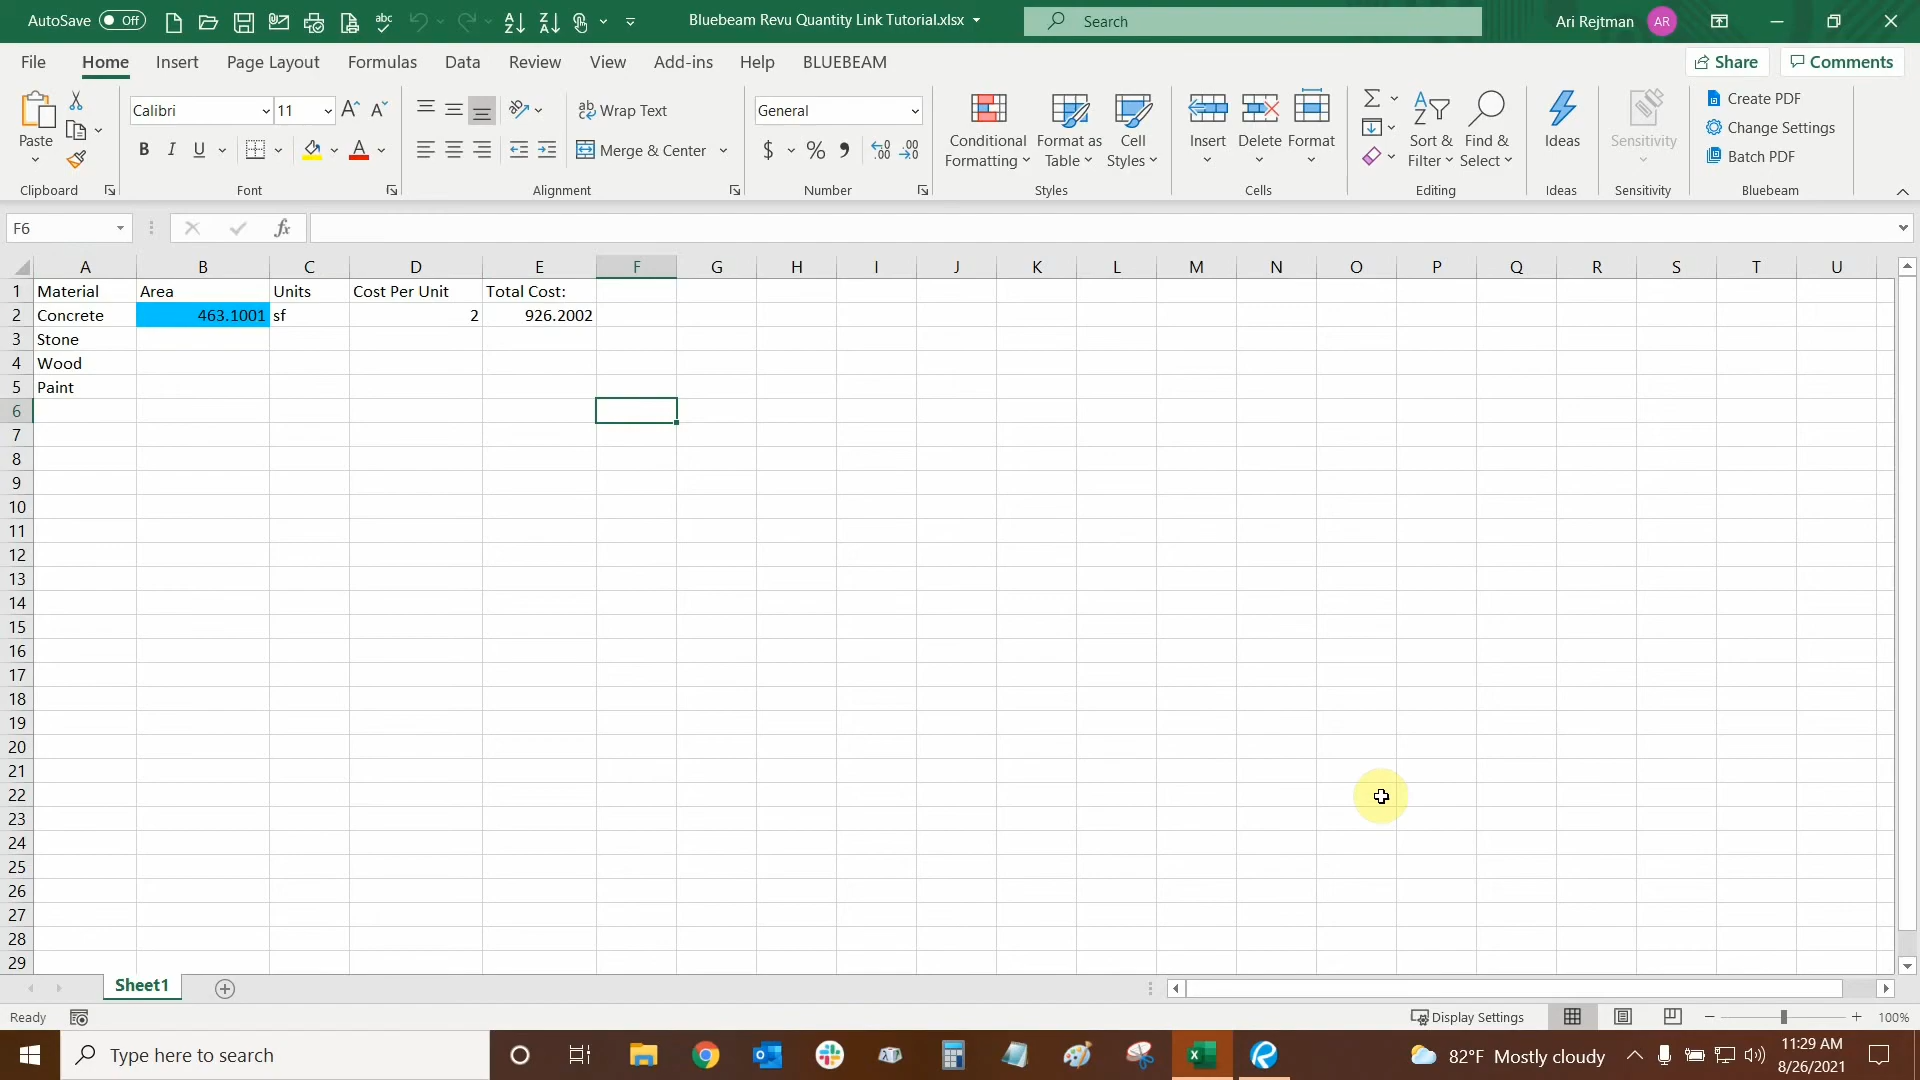 AutoSave Off
Bluebeam Revu Quantity Link Tutorial.xlsx
Search
Ari Rejtman AR
File Home Insert Page Layout Formulas Data Review View Add-ins Help BLUEBEAM
Share Comments
Paste
Clipboard
Calibri 11
B I U
Font
Wrap Text
Merge & Center
Alignment
General
$ % ,
Number
Conditional Formatting
Format as Table
Cell Styles
Styles
Insert Delete Format
Cells
Sort & Filter
Find & Select
Editing
Ideas
Ideas
Sensitivity
Sensitivity
Create PDF
Change Settings
Batch PDF
Bluebeam
F6
fx
A B C D E F G H I J K L M N O P Q R S T U
1 Material Area Units Cost Per Unit Total Cost:
2 Concrete 463.1001 sf 2 926.2002
3 Stone
4 Wood
5 Paint
6
7
8
9
10
11
12
13
14
15
16
17
18
19
20
21
22
23
24
25
26
27
28
29
Sheet1
Ready
Display Settings
100%
Type here to search
82°F Mostly cloudy
11:29 AM
8/26/2021